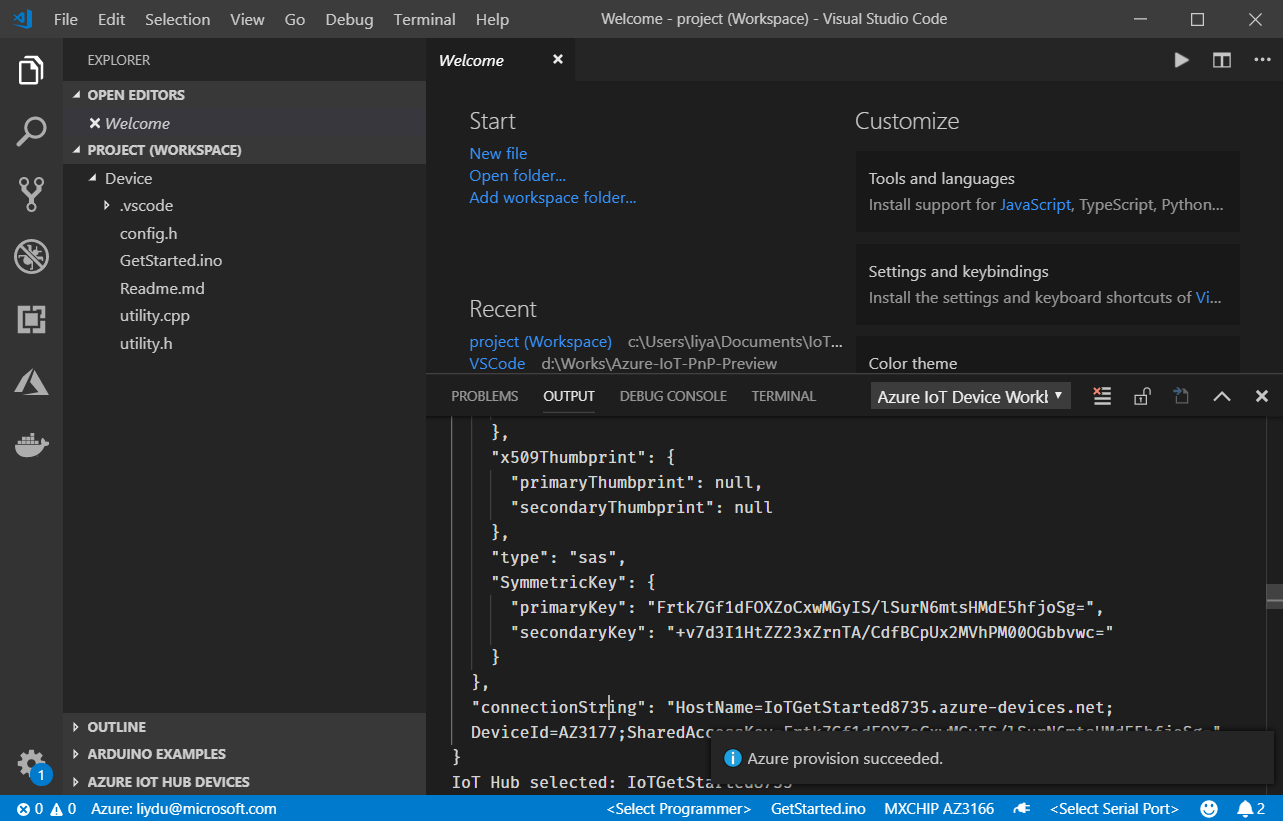 File Edit Selection View Go Debug Terminal Help
Welcome - project (Workspace) - Visual Studio Code
EXPLORER
OPEN EDITORS
Welcome
PROJECT (WORKSPACE)
Device
.vscode
config.h
GetStarted.ino
Readme.md
utility.cpp
utility.h
OUTLINE
ARDUINO EXAMPLES
AZURE IOT HUB DEVICES
1
Welcome
Start
New file
Open folder...
Add workspace folder...
Recent
project (Workspace) c:\Users\liya\Documents\IoT...
VSCode d:\Works\Azure-IoT-PnP-Preview
Customize
Tools and languages
Install support for JavaScript, TypeScript, Python...
Settings and keybindings
Install the settings and keyboard shortcuts of Vi...
Color theme
PROBLEMS OUTPUT DEBUG CONSOLE TERMINAL
Azure IoT Device Workl
},
"x509Thumbprint": {
"primaryThumbprint": null,
"secondaryThumbprint": null
},
"type": "sas",
"SymmetricKey": {
"primaryKey": "Frtk7Gf1dFOXZoCxwMGyIS/lSurN6mtsHMdE5hfjoSg=",
"secondaryKey": "+v7d3I1HtZZ23xZrnTA/CdfBCpUx2MVhPM00OGbbvwc="
}
},
"connectionString": "HostName=IoTGetStarted8735.azure-devices.net;
DeviceId=AZ3177;SharedAccessKey=Frtk7Gf1dFOXZoCxwMGyIS/lSurN6mtsHMdE5hfjoSg="
}
IoT Hub selected: IoTGetStarted8735
Azure provision succeeded.
0 0 Azure: liydu@microsoft.com
<Select Programmer> GetStarted.ino MXCHIP AZ3166 <Select Serial Port> 2